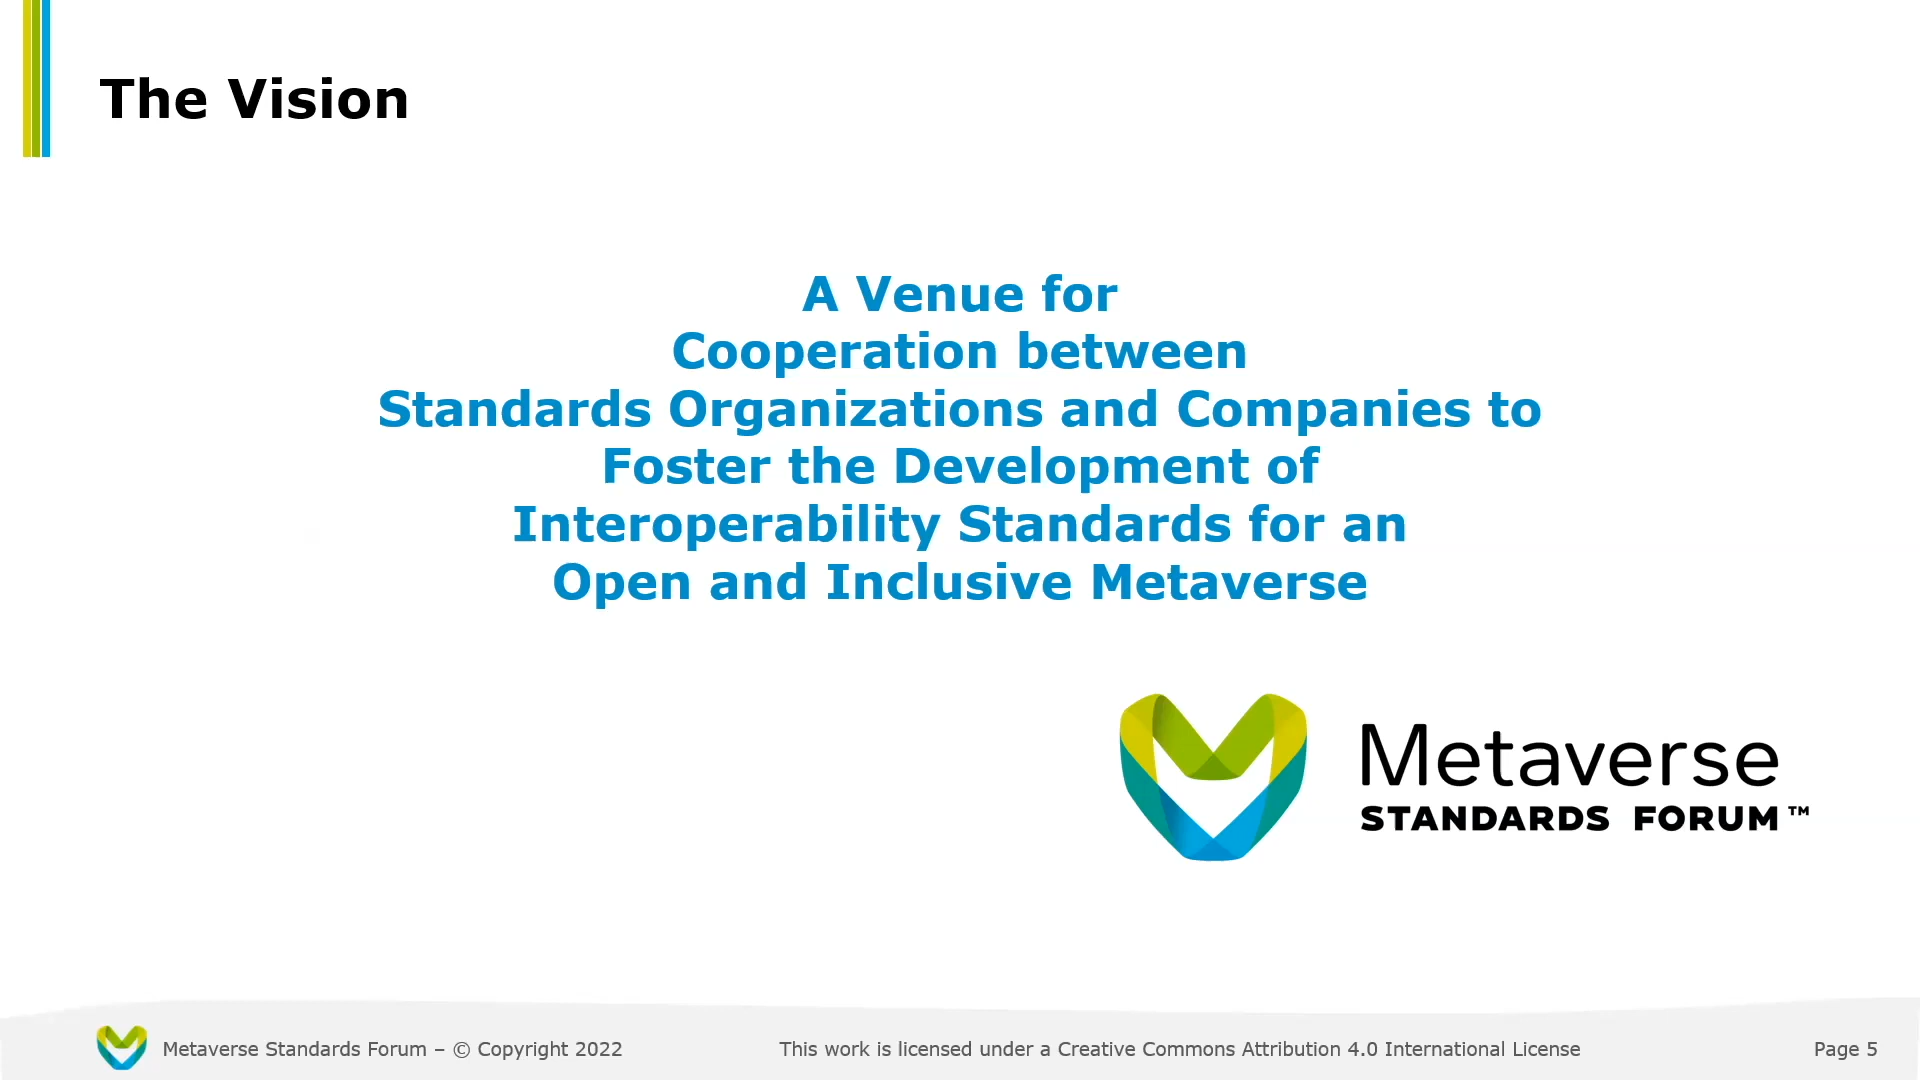 The Vision
A Venue for
Cooperation between
Standards Organizations and Companies to
Foster the Development of
Interoperability Standards for an
Open and Inclusive Metaverse
Metaverse
STANDARDS FORUM™
Metaverse Standards Forum – © Copyright 2022
This work is licensed under a Creative Commons Attribution 4.0 International License
Page 5